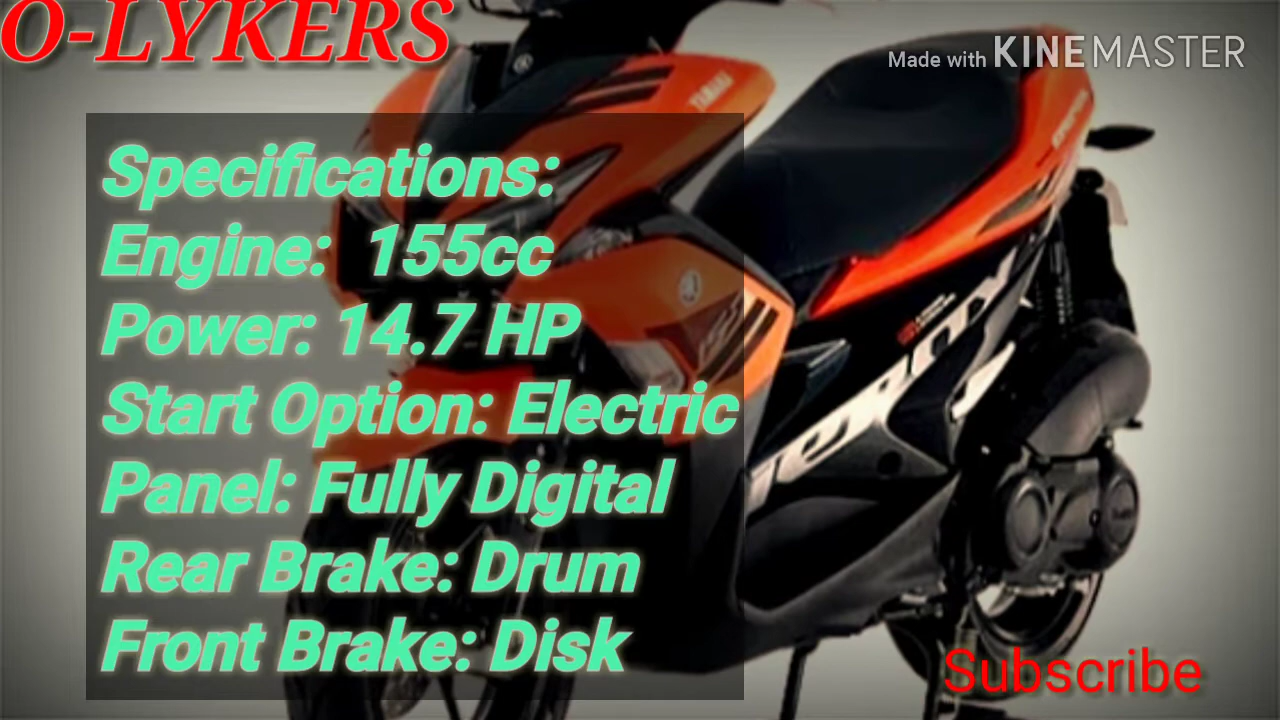 O-LYKERS
Made with KINEMASTER
YAMAHA
Specifications:
Engine: 155cc
Power: 14.7 HP
Start Option: Electric
Panel: Fully Digital
Rear Brake: Drum
Front Brake: Disk
Subscribe